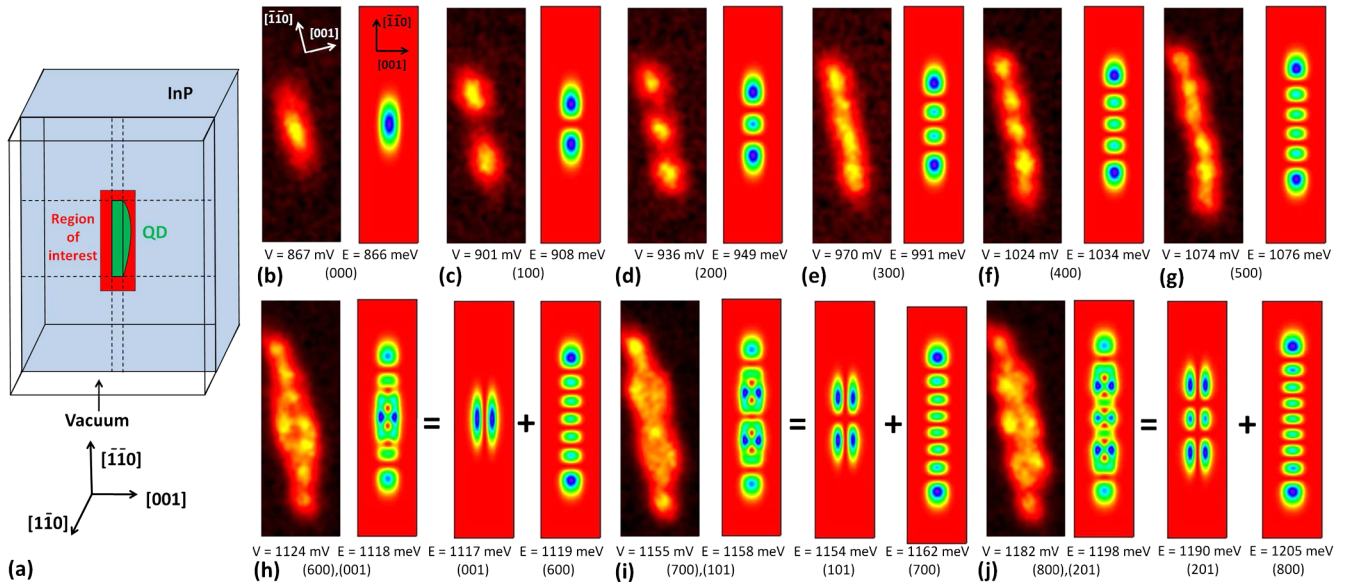 InP
Region
of
interest
QD
Vacuum
[1̅1̅0]
[001]
[11̅0]
(a)
[1̅1̅0]
[001]
[1̅1̅0]
[001]
V = 867 mV E = 866 meV
(b) (000)
V = 901 mV E = 908 meV
(c) (100)
V = 936 mV E = 949 meV
(d) (200)
V = 970 mV E = 991 meV
(e) (300)
V = 1024 mV E = 1034 meV
(f) (400)
V = 1074 mV E = 1076 meV
(g) (500)
= +
V = 1124 mV E = 1118 meV E = 1117 meV E = 1119 meV
(h) (600),(001) (001) (600)
= +
V = 1155 mV E = 1158 meV E = 1154 meV E = 1162 meV
(i) (700),(101) (101) (700)
= +
V = 1182 mV E = 1198 meV E = 1190 meV E = 1205 meV
(j) (800),(201) (201) (800)